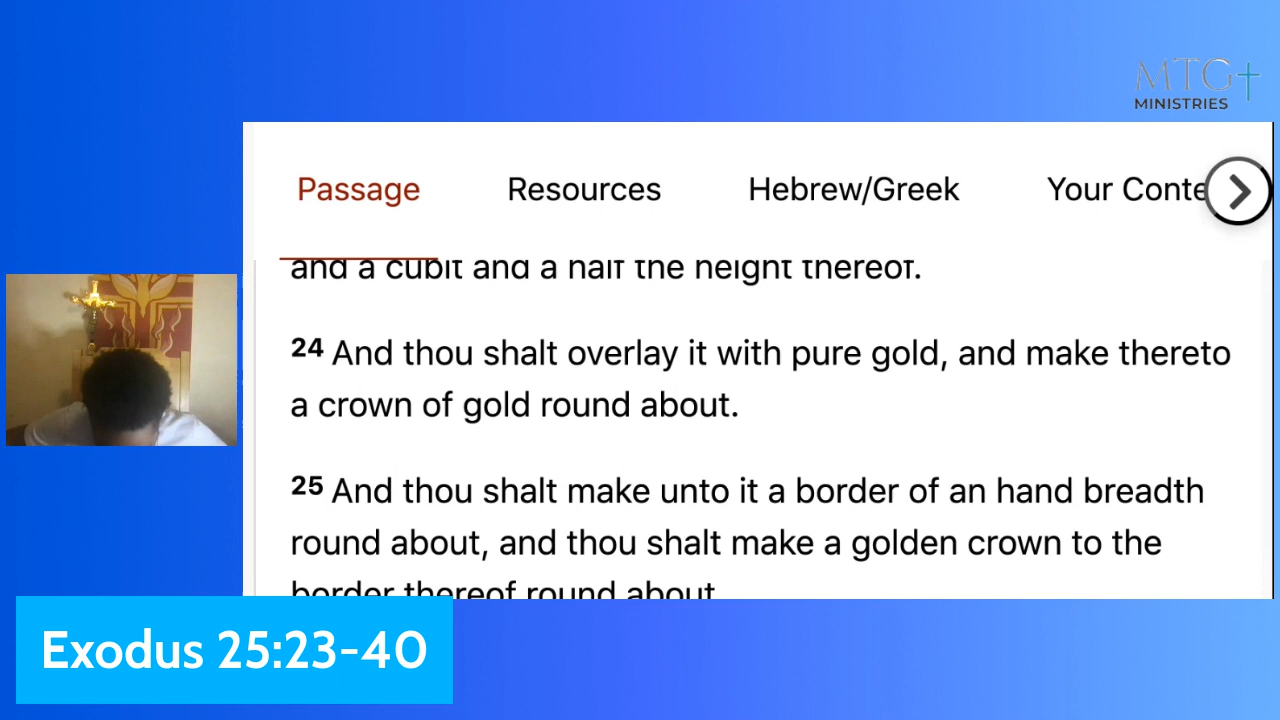 MTG
MINISTRIES
Passage Resources Hebrew/Greek Your Conte
and a cubit and a half the height thereof.
24 And thou shalt overlay it with pure gold, and make thereto
a crown of gold round about.
25 And thou shalt make unto it a border of an hand breadth
round about, and thou shalt make a golden crown to the
border thereof round about
Exodus 25:23-40